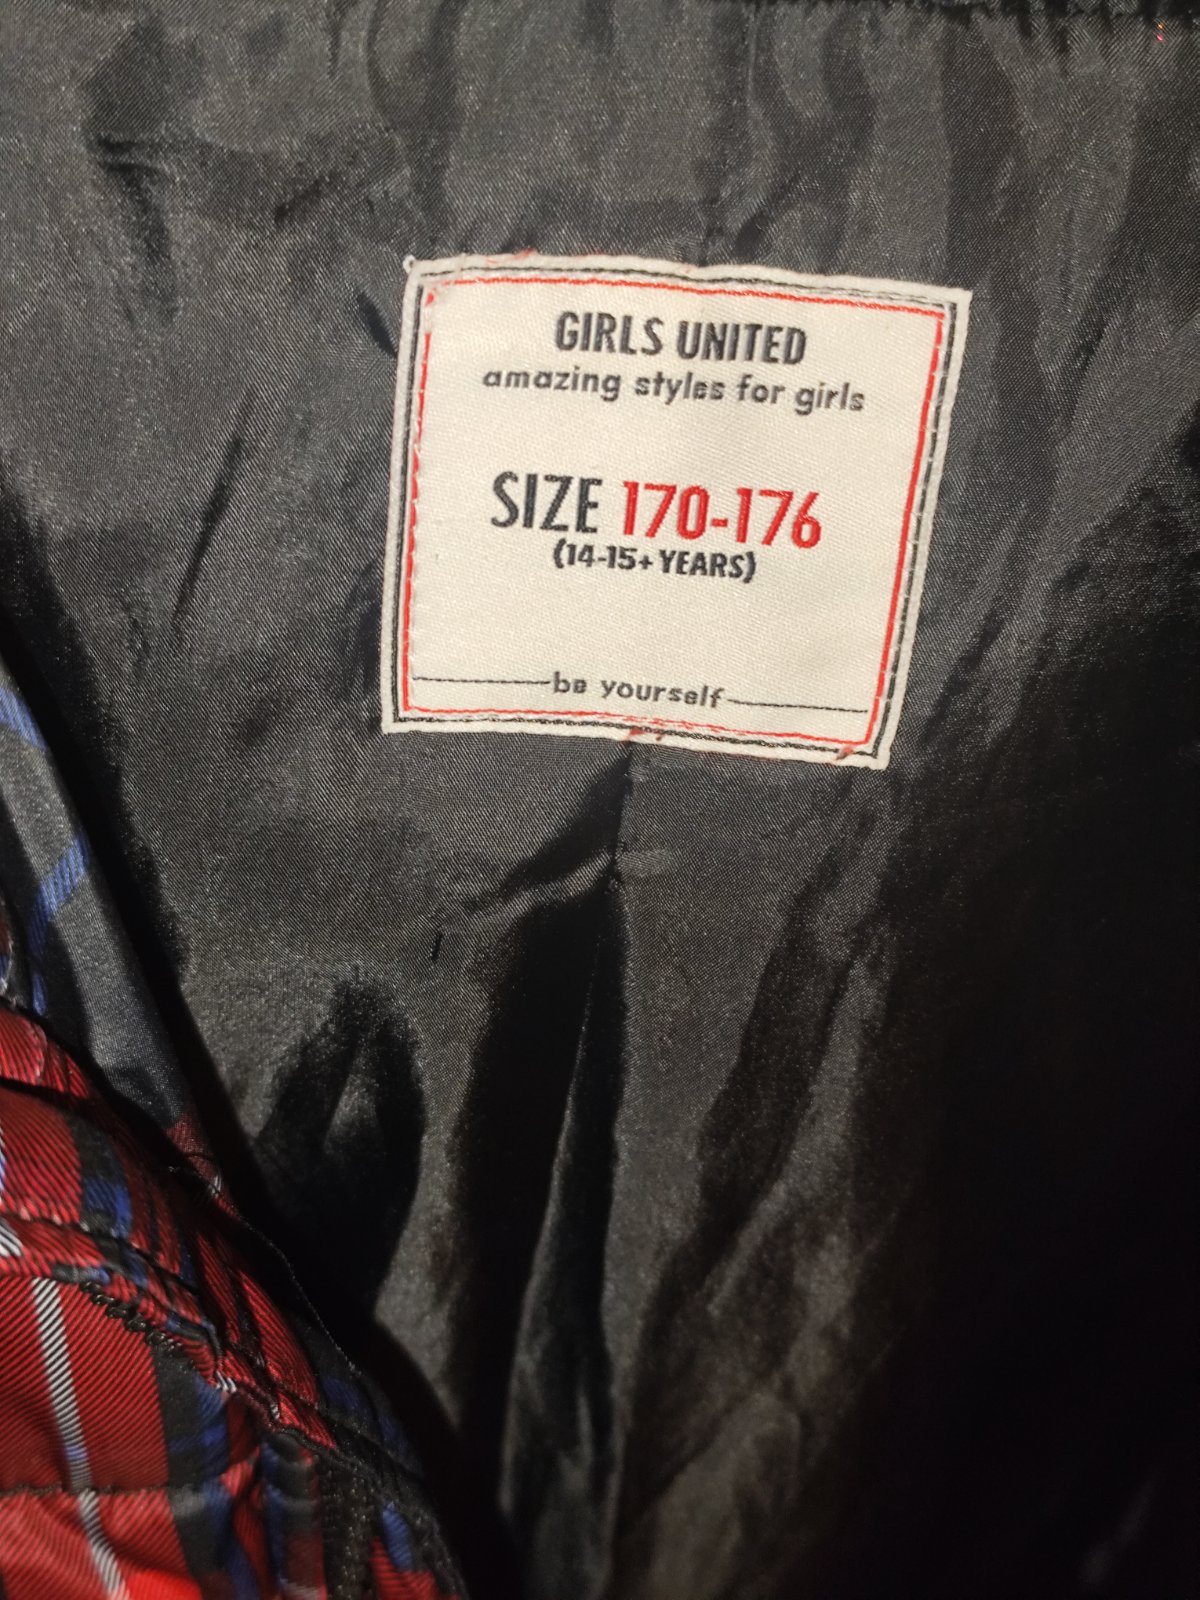 GIRLS UNITED
amazing styles for girls
SIZE 170-176
(14-15+ YEARS)
be yourself